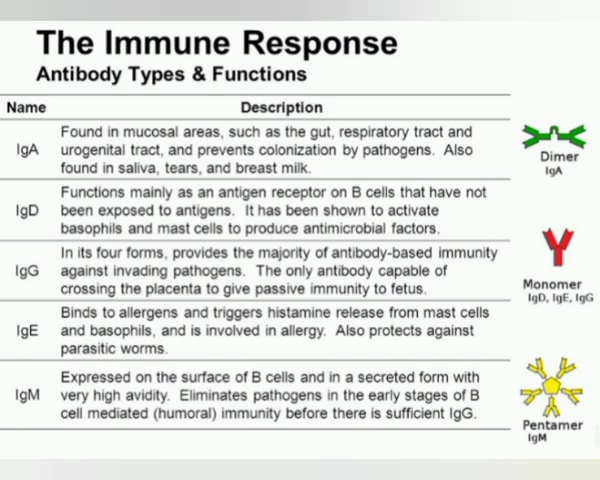 The Immune Response
Antibody Types & Functions
Name Description
IgA
Found in mucosal areas, such as the gut, respiratory tract and
urogenital tract, and prevents colonization by pathogens. Also
found in saliva, tears, and breast milk.
IgD
Functions mainly as an antigen receptor on B cells that have not
been exposed to antigens. It has been shown to activate
basophils and mast cells to produce antimicrobial factors.
IgG
In its four forms, provides the majority of antibody-based immunity
against invading pathogens. The only antibody capable of
crossing the placenta to give passive immunity to fetus.
IgE
Binds to allergens and triggers histamine release from mast cells
and basophils, and is involved in allergy. Also protects against
parasitic worms.
IgM
Expressed on the surface of B cells and in a secreted form with
very high avidity. Eliminates pathogens in the early stages of B
cell mediated (humoral) immunity before there is sufficient IgG.
Dimer
IgA
Monomer
IgD, IgE, IgG
Pentamer
IgM